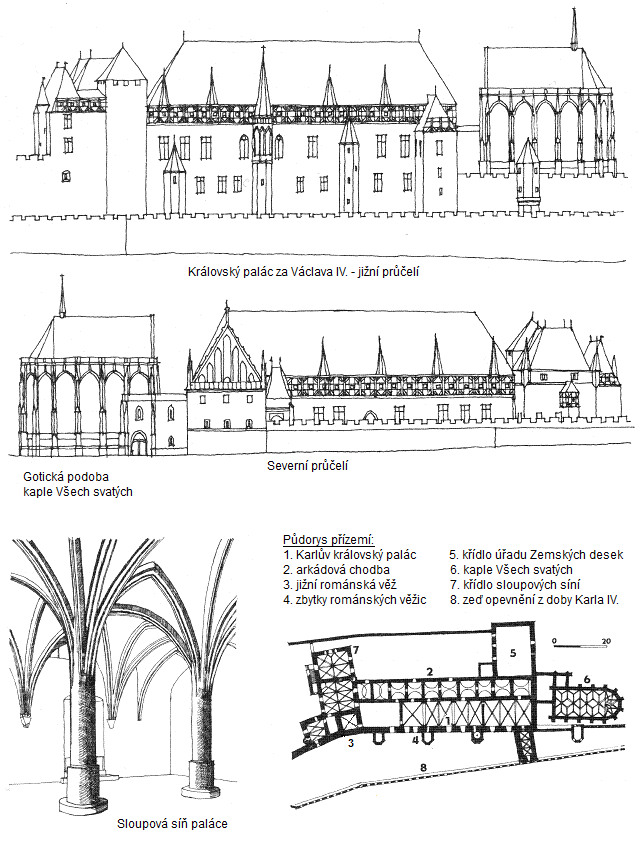 Královský palác za Václava IV. - jižní průčelí
Severní průčelí
Gotická podoba
kaple Všech svatých
Půdorys přízemí:
1. Karlův královský palác
2. arkádová chodba
3. jižní románská věž
4. zbytky románských věžic
5. křídlo úřadu Zemských desek
6. kaple Všech svatých
7. křídlo sloupových síní
8. zeď opevnění z doby Karla IV.
0 20
7
5
2
6
1
3
4
8
Sloupová síň paláce